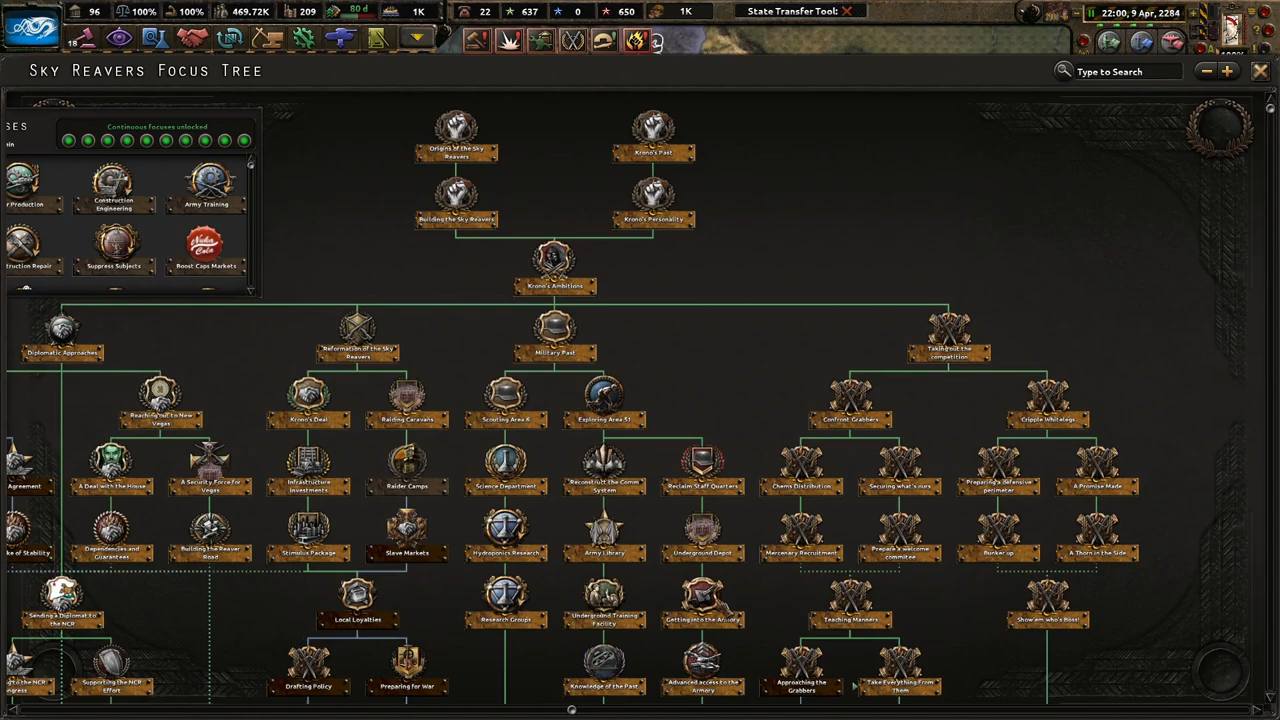 96
100%
100%
469.72K
209
80 d
1K
22
637
0
650
1K
State Transfer Tool:
22:00, 9 Apr, 2284
18
Sky Reavers Focus Tree
Type to Search
Continuous focuses unlocked
Construction
Engineering
Army Training
Suppress Subjects
Boost Caps Markets
Origins of the Sky
Reavers
Krono's Past
Building the Sky Reavers
Krono's Personality
Krono's Ambitions
Diplomatic Approaches
Reformation of the Sky
Reavers
Military Past
Taking out the
competition
Reaching out to New
Vegas
Krono's Deal
Raiding Caravans
Scouting Area 6
Exploring Area 51
Confront Grabbers
Cripple Whitelegs
Agreement
A Deal with the House
A Security Force for
Vegas
Infrastructure
Investments
Raider Camps
Science Department
Reconstruct the Comm
System
Reclaim Staff Quarters
Chems Distribution
Securing what's ours
Preparing a defensive
perimeter
A Promise Made
of Stability
Dependencies and
Guarantees
Building the Reaver
Road
Stimulus Package
Slave Markets
Hydroponics Research
Army Library
Underground Depot
Mercenary Recruitment
Prepare a welcome
commitee
Bunker up
A Thorn in the Side
Sending a Diplomat to
the NCR
Local Loyalties
Research Groups
Underground Training
Facility
Getting into the Armory
Teaching Manners
Show'em who's Boss!
Supporting the NCR
Effort
Drafting Policy
Preparing for War
Knowledge of the Past
Advanced access to the
Armory
Approaching the
Grabbers
Take Everything From
Them